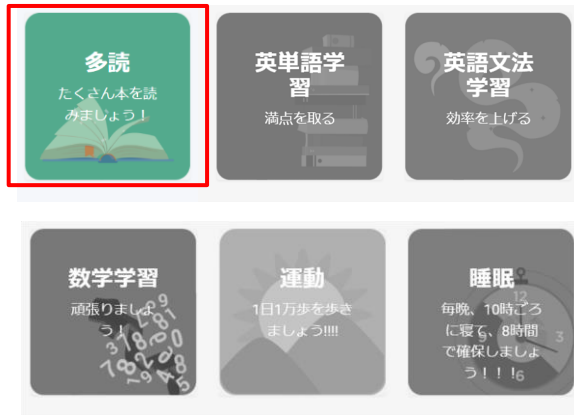 多読
たくさん本を読
みましょう！
英単語学
習
満点を取る
英語文法
学習
効率を上げる
数学学習
頑張りましょ
う！
運動
1日1万歩を歩き
ましょう!!!!
睡眠
毎晩、10時ごろ
に寝て、8時間
で確保しましょ
う！！！
12
3
6
9